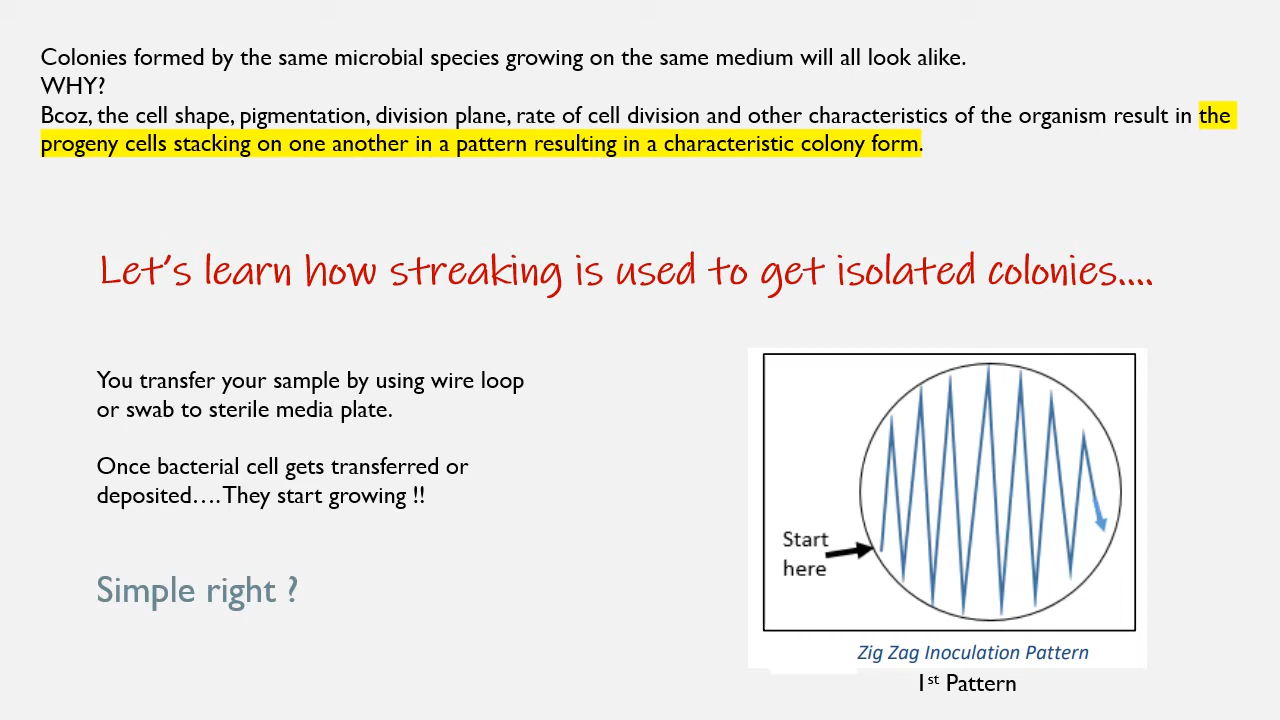 Colonies formed by the same microbial species growing on the same medium will all look alike.
WHY?
Bcoz, the cell shape, pigmentation, division plane, rate of cell division and other characteristics of the organism result in the
progeny cells stacking on one another in a pattern resulting in a characteristic colony form.
Let's learn how streaking is used to get isolated colonies....
You transfer your sample by using wire loop
or swab to sterile media plate.
Once bacterial cell gets transferred or
deposited.... They start growing !!
Simple right ?
Start
here
Zig Zag Inoculation Pattern
1st Pattern